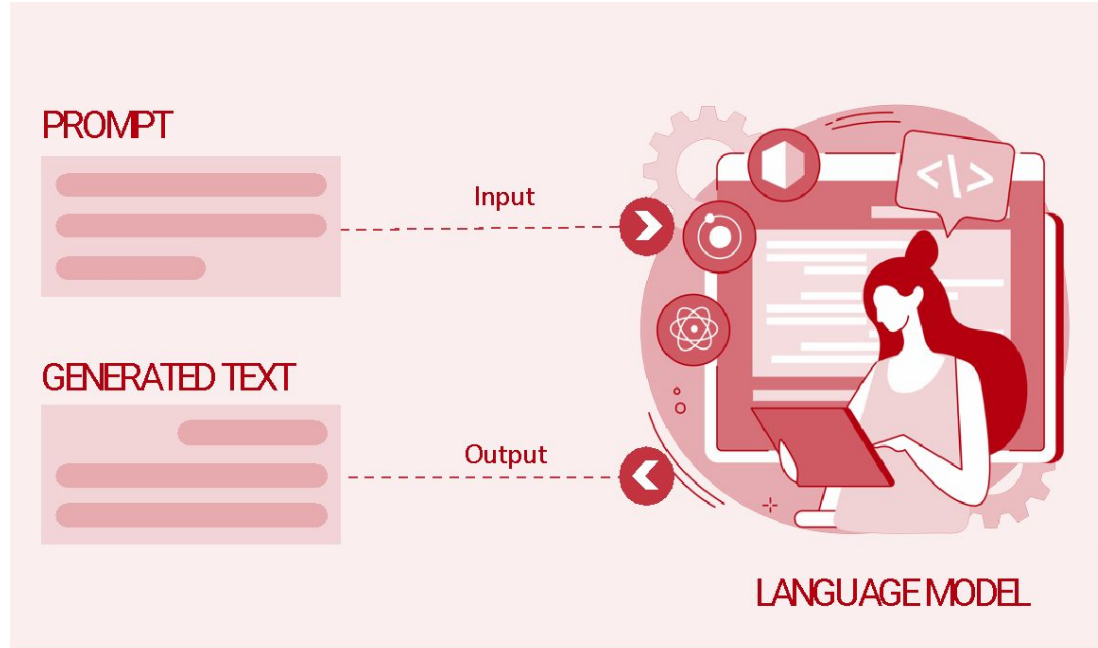 PROMPT
Input
<\>
GENERATED TEXT
Output
LANGUAGE MODEL